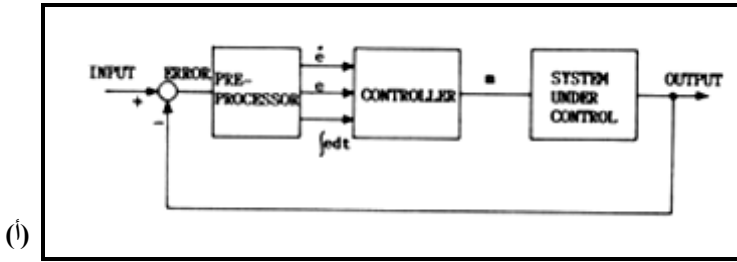 INPUT
+
−
ERROR
PRE-
PROCESSOR
ė
e
∫edt
CONTROLLER
m
SYSTEM
UNDER
CONTROL
OUTPUT
(أ)